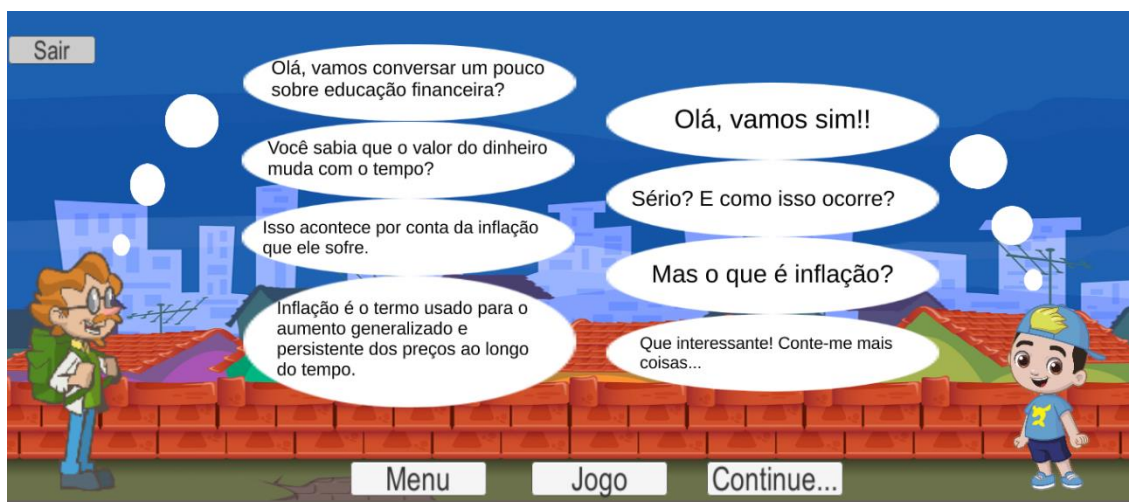 Sair
Olá, vamos conversar um pouco
sobre educação financeira?
Olá, vamos sim!!
Você sabia que o valor do dinheiro
muda com o tempo?
Sério? E como isso ocorre?
Isso acontece por conta da inflação
que ele sofre.
Mas o que é inflação?
Inflação é o termo usado para o
aumento generalizado e
persistente dos preços ao longo
do tempo.
Que interessante! Conte-me mais
coisas...
Menu
Jogo
Continue...